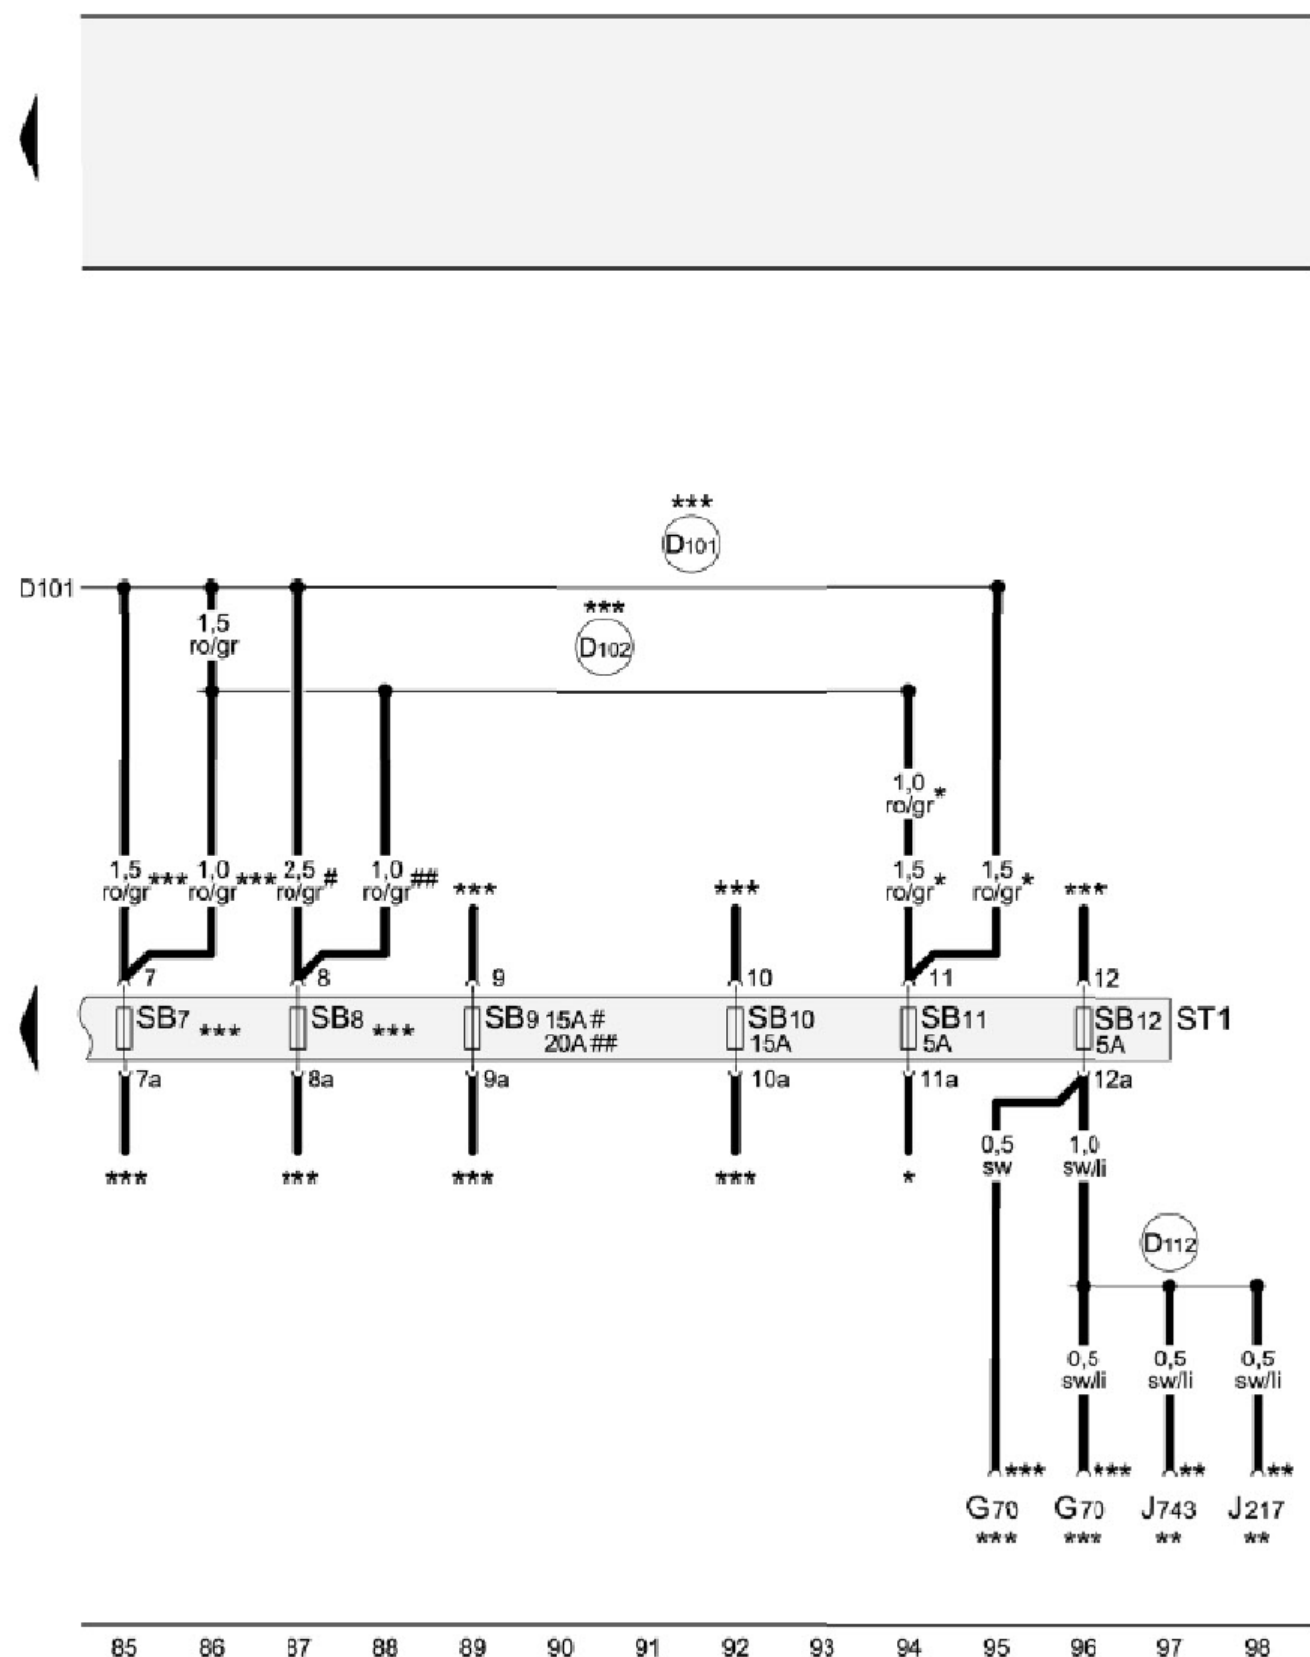 ***
D101
D101
***
D102
1,5
ro/gr
1,0
ro/gr*
1,5
ro/gr***
1,0
ro/gr***
2,5
ro/gr#
1,0
ro/gr##
***
***
1,5
ro/gr*
1,5
ro/gr*
***
7 8 9 10 11 12
SB7 ***
SB8 ***
SB9 15A #
20A ##
SB10
15A
SB11
5A
SB12
5A
ST1
7a 8a 9a 10a 11a 12a
*** *** *** *** *
0,5
sw
1,0
sw/li
D112
0,5
sw/li
0,5
sw/li
0,5
sw/li
*** *** ** **
G70 G70 J743 J217
*** *** ** **
85 86 87 88 89 90 91 92 93 94 95 96 97 98